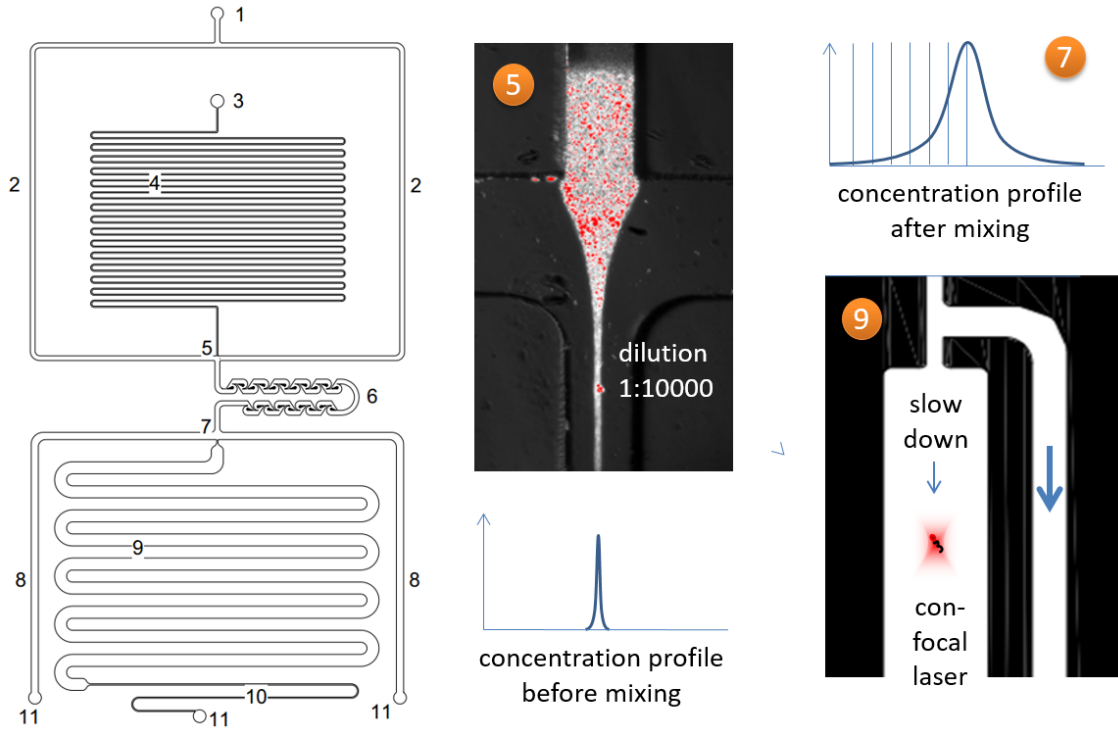 1
3
2
4
2
5
6
7
9
8
8
10
11
11
11
5
dilution
1:10000
concentration profile
before mixing
7
concentration profile
after mixing
9
slow
down
con-
focal
laser